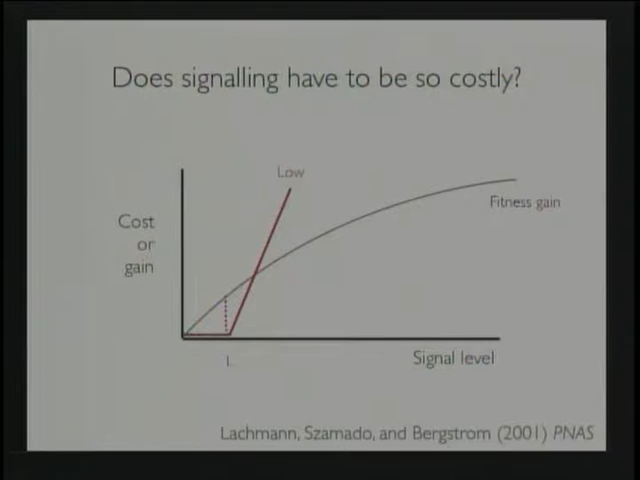 Does signalling have to be so costly?
Low
Fitness gain
Cost
or
gain
L
Signal level
Lachmann, Szamado, and Bergstrom (2001) PNAS